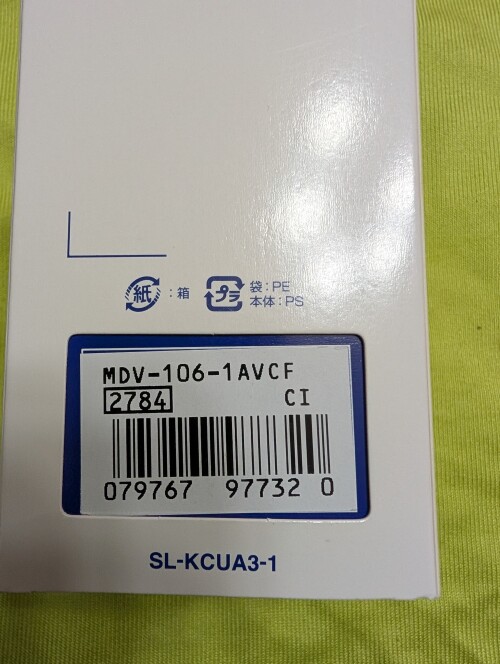 紙 : 箱
プラ 袋 : PE
本体 : PS
MDV-106-1AVCF
2784 CI
079767 97732 0
SL-KCUA3-1